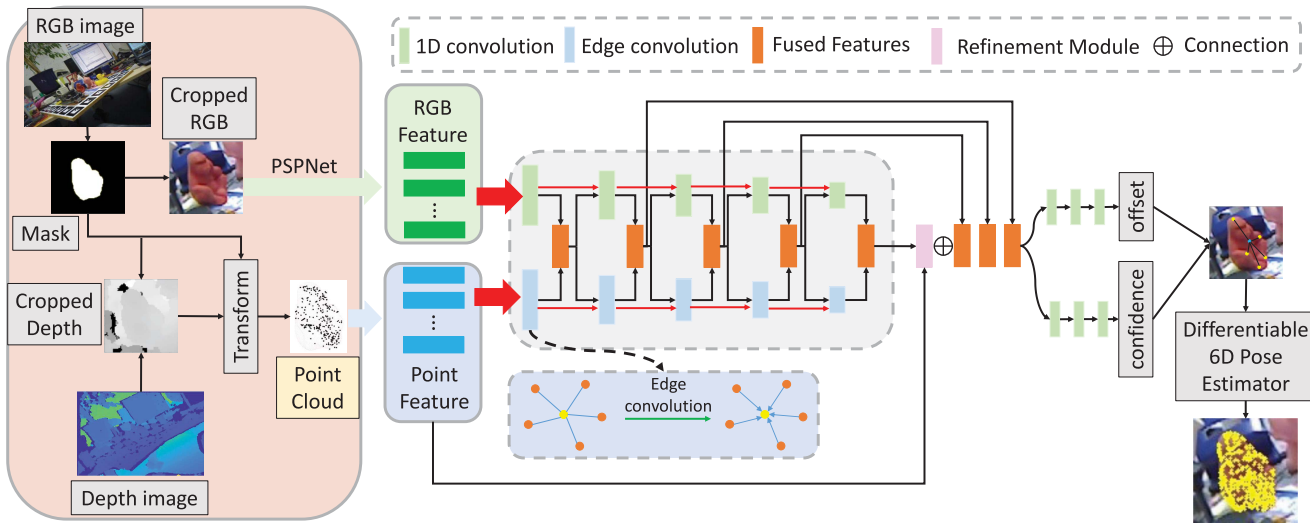 RGB image
Cropped
RGB
PSPNet
Mask
Cropped
Depth
Transform
Point
Cloud
Depth image
1D convolution
Edge convolution
Fused Features
Refinement Module
Connection
RGB
Feature
Point
Feature
Edge
convolution
offset
confidence
Differentiable
6D Pose
Estimator